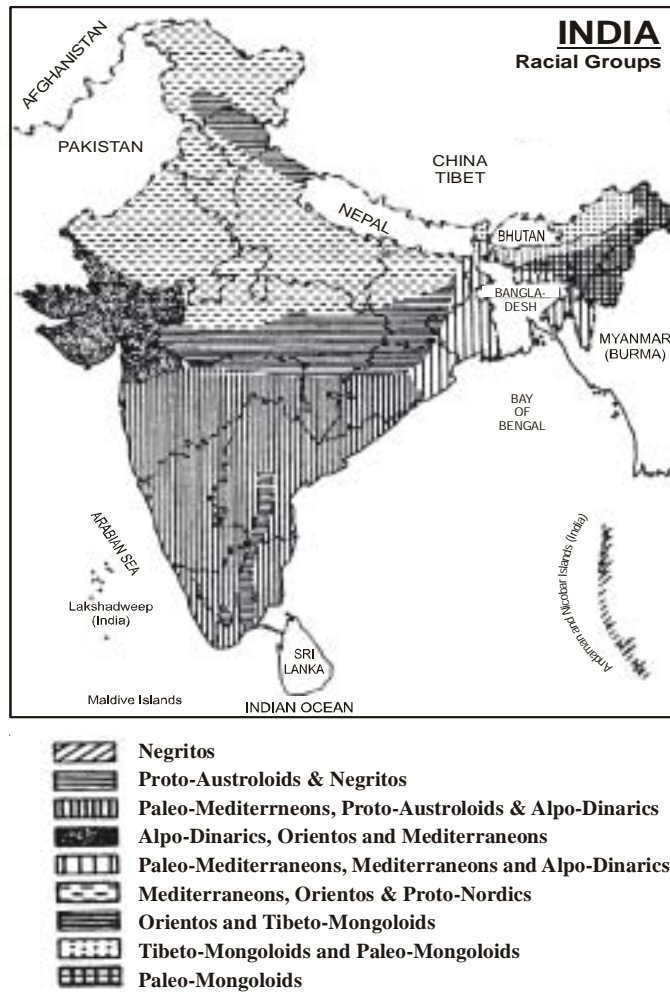 INDIA
Racial Groups
AFGHANISTAN
PAKISTAN
CHINA
TIBET
NEPAL
BHUTAN
BANGLA-
DESH
MYANMAR
(BURMA)
BAY
OF
BENGAL
ARABIAN SEA
Lakshadweep
(India)
Andaman and Nicobar Islands (India)
SRI
LANKA
Maldive Islands
INDIAN OCEAN
Negritos
Proto-Austroloids & Negritos
Paleo-Mediterrneons, Proto-Austroloids & Alpo-Dinarics
Alpo-Dinarics, Orientos and Mediterraneons
Paleo-Mediterraneons, Mediterraneons and Alpo-Dinarics
Mediterraneons, Orientos & Proto-Nordics
Orientos and Tibeto-Mongoloids
Tibeto-Mongoloids and Paleo-Mongoloids
Paleo-Mongoloids